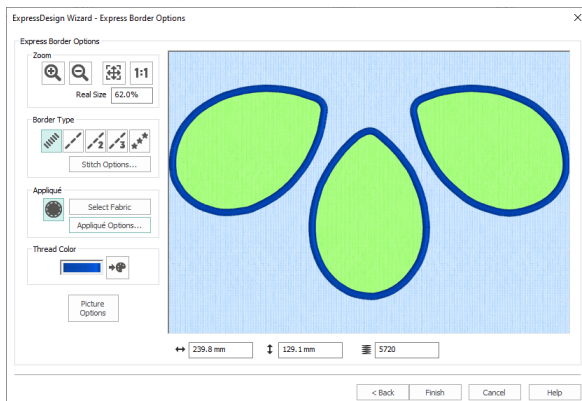 ExpressDesign Wizard - Express Border Options
Express Border Options
Zoom
1:1
Real Size 62.0%
Border Type
2 3
Stitch Options...
Appliqué
Select Fabric
Appliqué Options...
Thread Color
Picture
Options
239.8 mm 129.1 mm 5720
< Back Finish Cancel Help